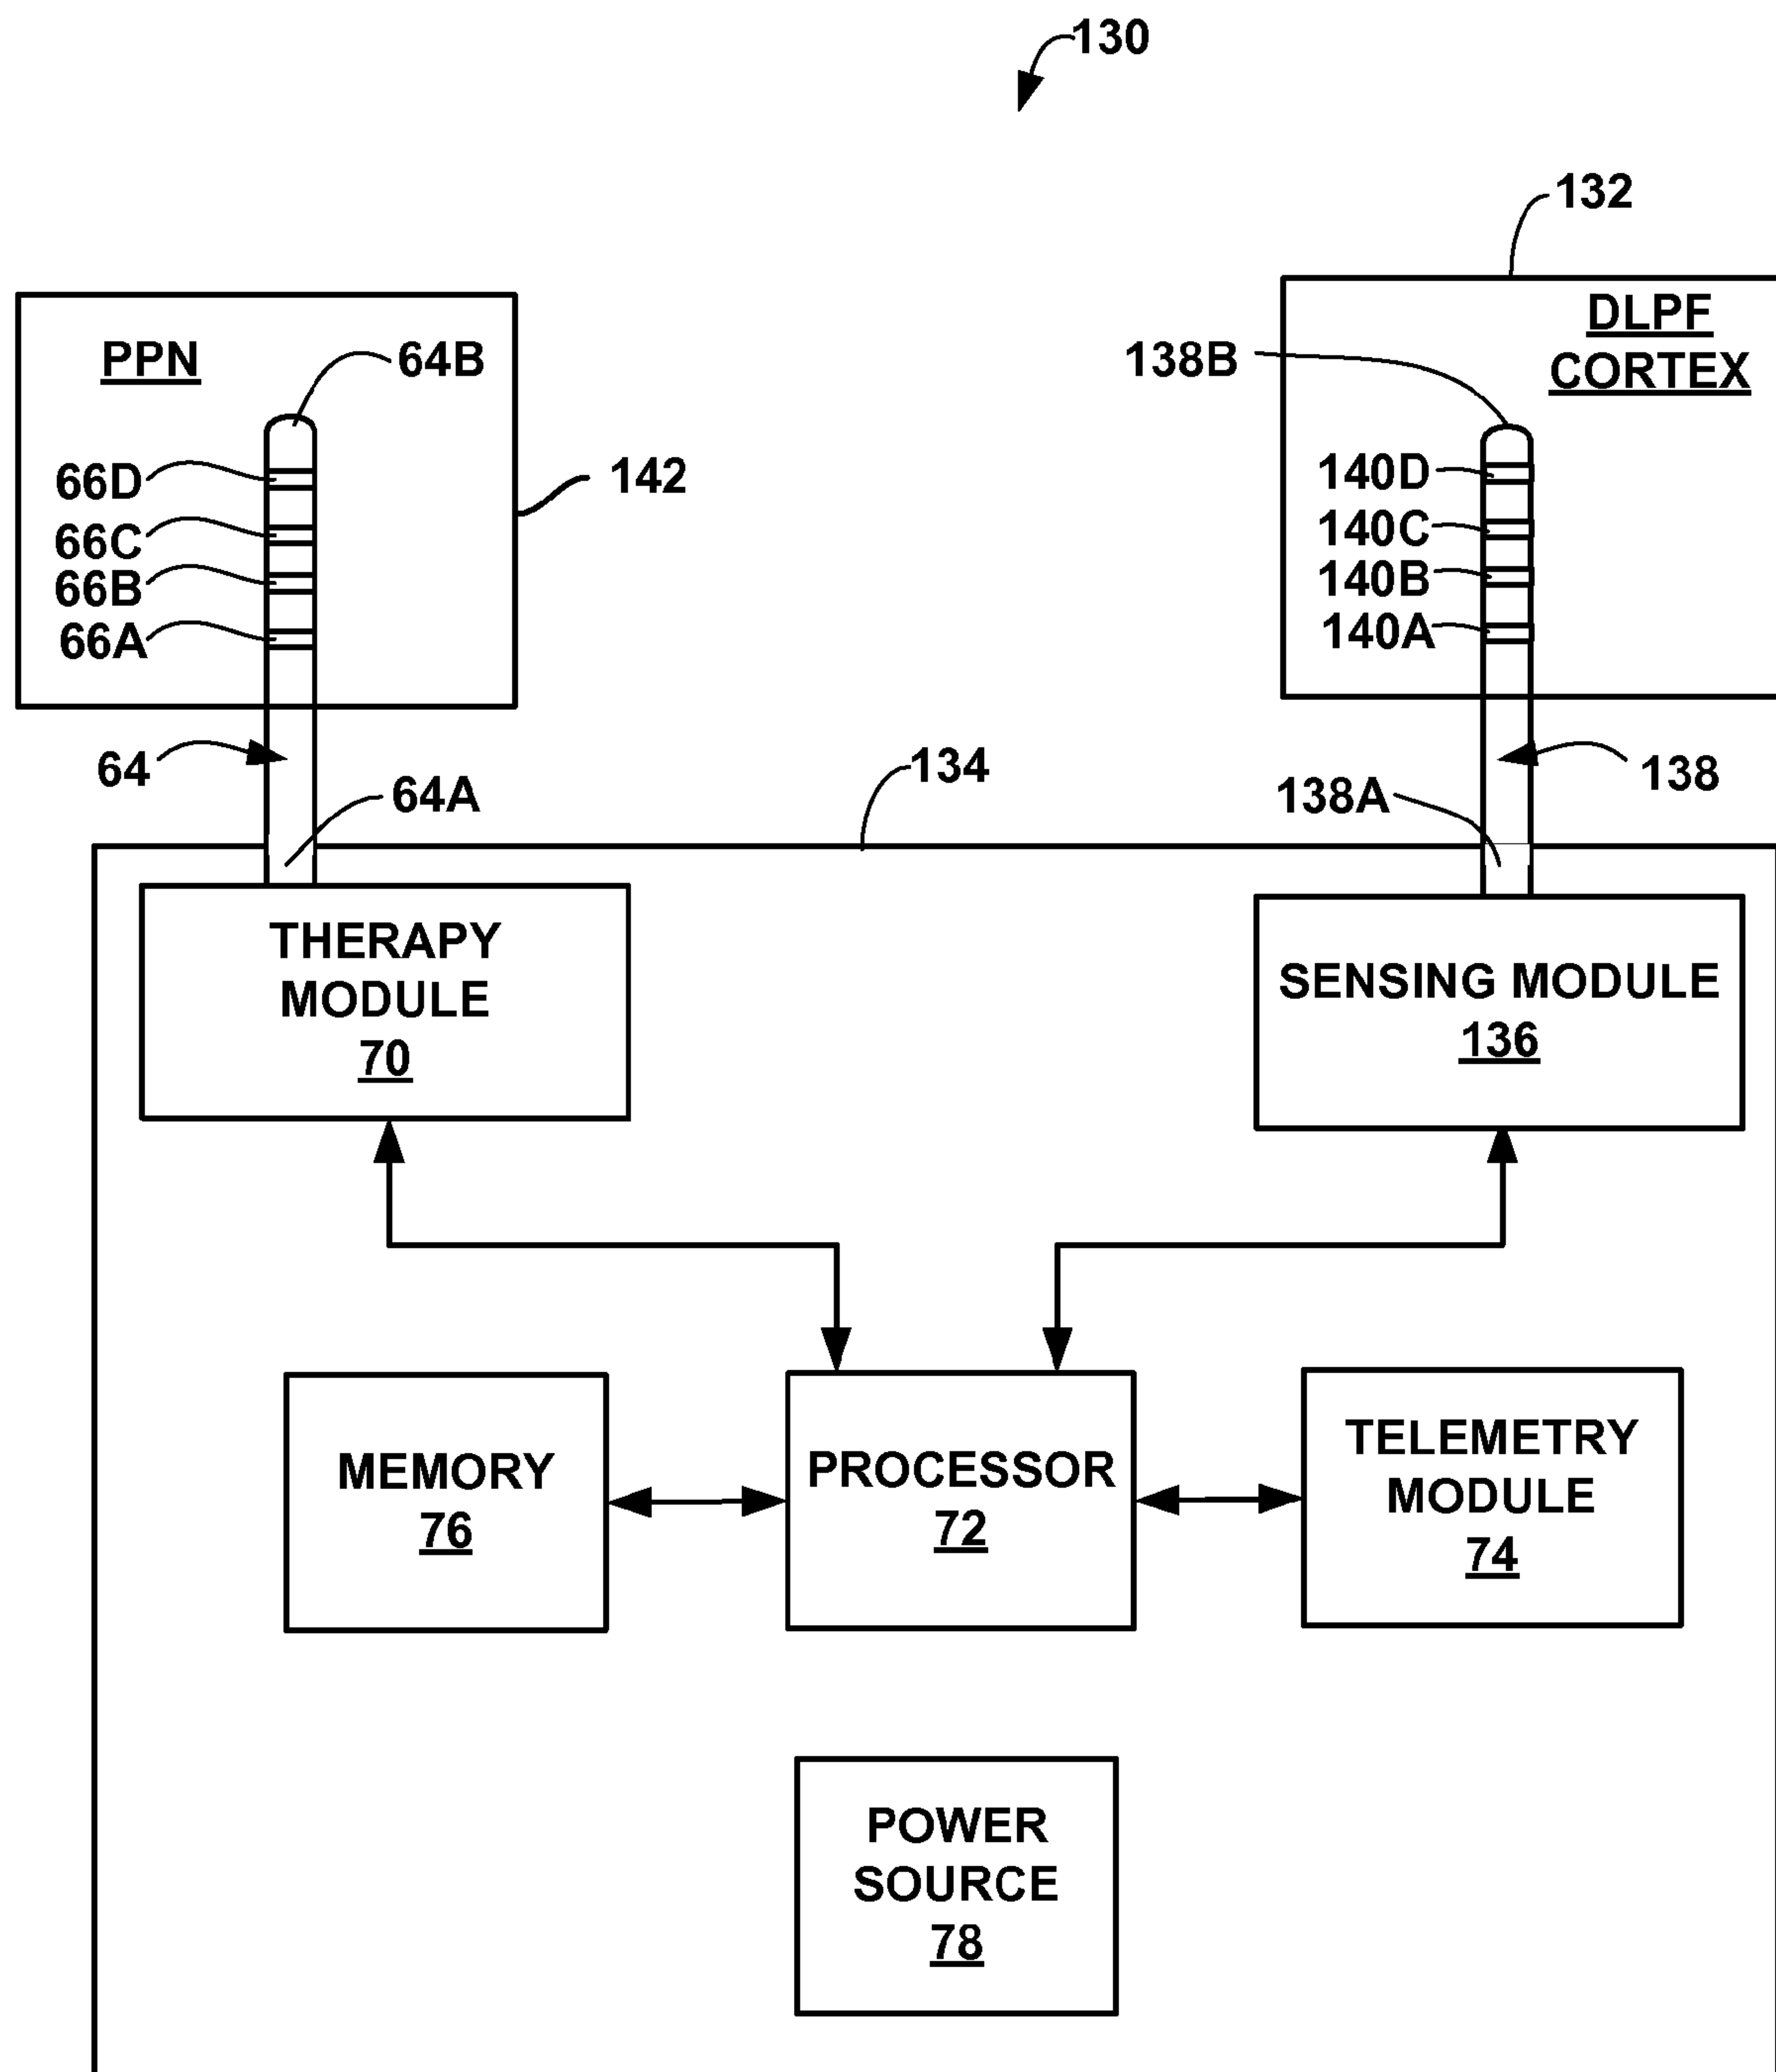 130
132
PPN
64B
138B
DLPF
CORTEX
66D
66C
66B
66A
142
140D
140C
140B
140A
64
64A
134
138A
138
THERAPY
MODULE
70
SENSING MODULE
136
MEMORY
76
PROCESSOR
72
TELEMETRY
MODULE
74
POWER
SOURCE
78